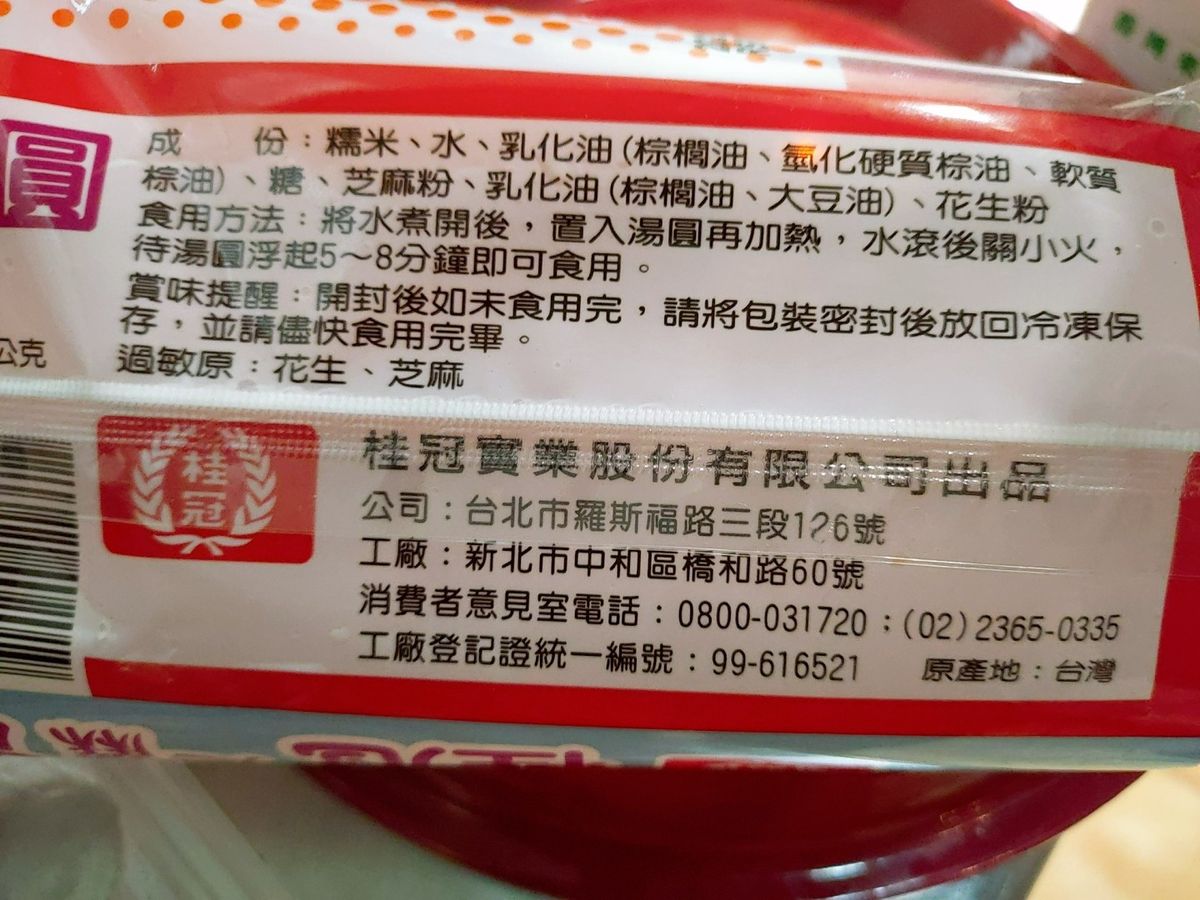 圓
成 份：糯米、水、乳化油(棕櫚油、氫化硬質棕油、軟質
棕油)、糖、芝麻粉、乳化油(棕櫚油、大豆油)、花生粉
食用方法：將水煮開後，置入湯圓再加熱，水滾後關小火，
待湯圓浮起5～8分鐘即可食用。
賞味提醒：開封後如未食用完，請將包裝密封後放回冷凍保
存，並請儘快食用完畢。
公克
過敏原：花生、芝麻
桂冠
桂冠實業股份有限公司出品
公司：台北市羅斯福路三段126號
工廠：新北市中和區橋和路60號
消費者意見室電話：0800-031720；(02)2365-0335
工廠登記證統一編號：99-616521 原產地：台灣